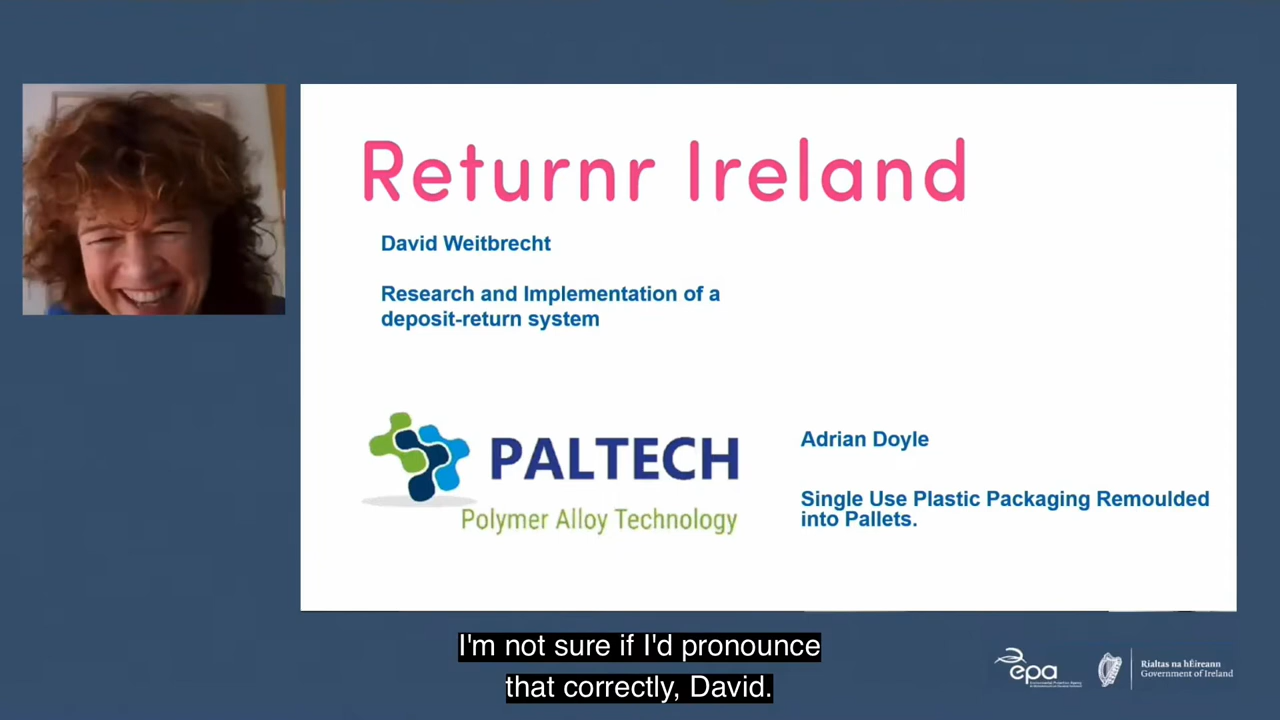 Returnr Ireland
David Weitbrecht
Research and Implementation of a
deposit-return system
PALTECH
Polymer Alloy Technology
Adrian Doyle
Single Use Plastic Packaging Remoulded
into Pallets.
I'm not sure if I'd pronounce
that correctly, David.
epa
Rialtas na hÉireann
Government of Ireland